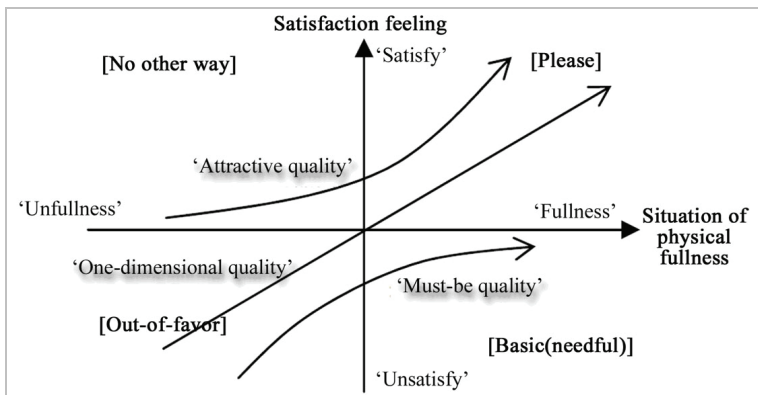 Satisfaction feeling
‘Satisfy’
[No other way]
[Please]
‘Attractive quality’
‘Unfullness’
‘Fullness’
Situation of
physical
fullness
‘One-dimensional quality’
‘Must-be quality’
[Out-of-favor]
[Basic(needful)]
‘Unsatisfy’